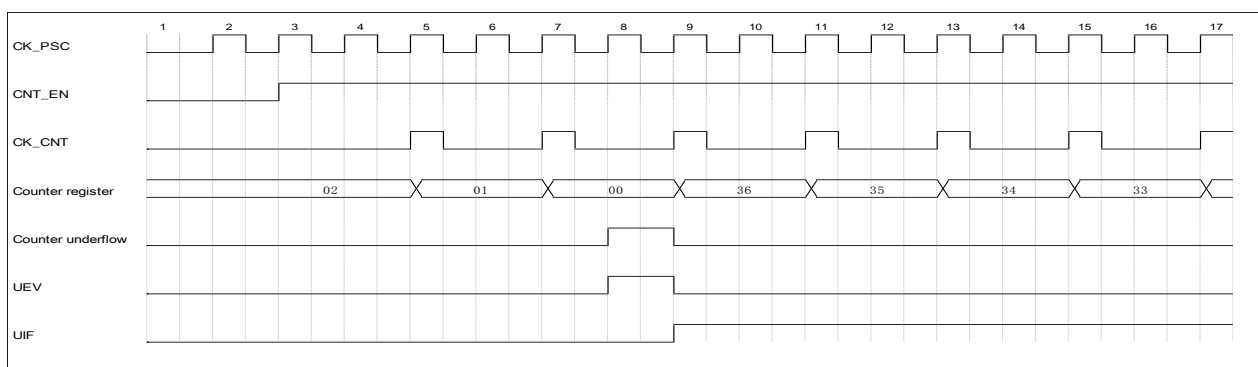 1 2 3 4 5 6 7 8 9 10 11 12 13 14 15 16 17
CK_PSC
CNT_EN
CK_CNT
Counter register 02 01 00 36 35 34 33
Counter underflow
UEV
UIF